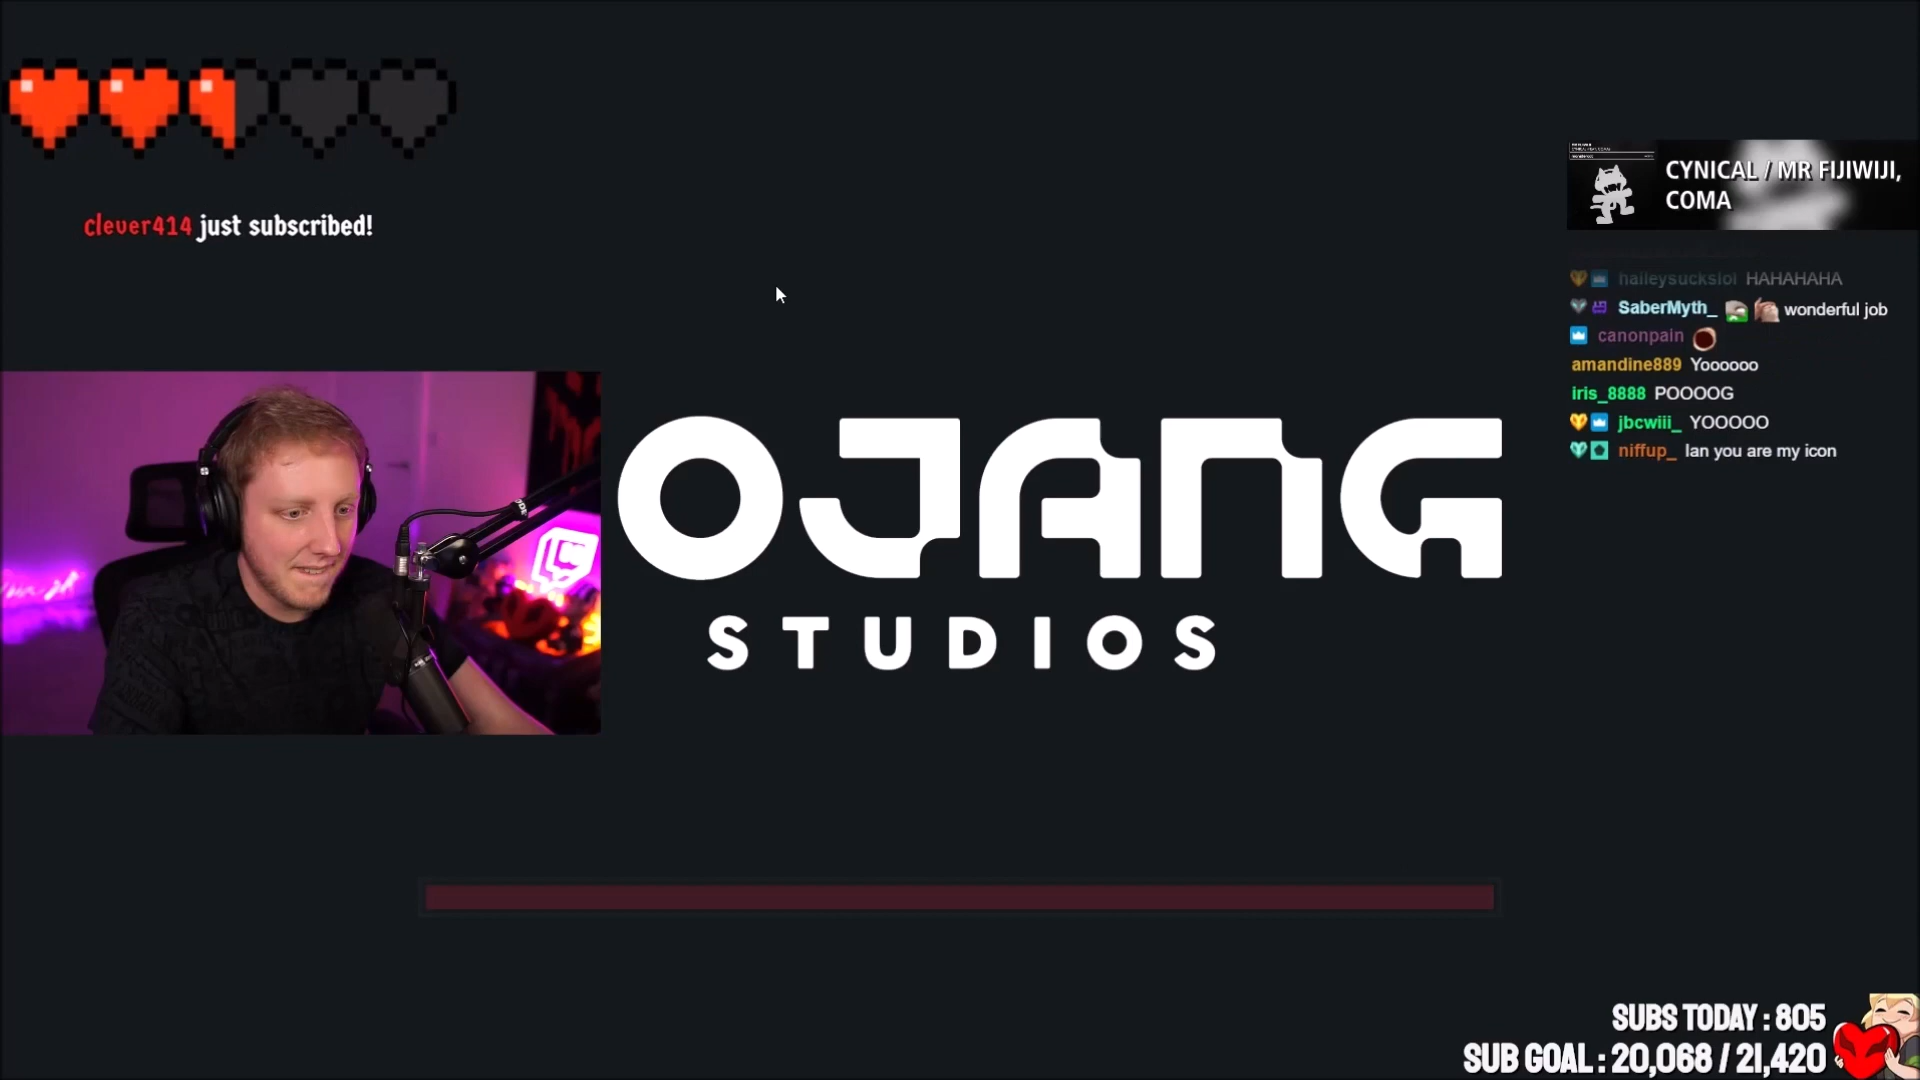 clever414 just subscribed!
CYNICAL / MR FIJIWIJI,
COMA
haileysuckslol HAHAHAHA
SaberMyth_ wonderful job
canonpain
amandine889 Yoooooo
iris_8888 POOOOG
jbcwiii_ YOOOOO
niffup_ Ian you are my icon
OJANG
STUDIOS
SUBS TODAY : 805
SUB GOAL : 20,068 / 21,420